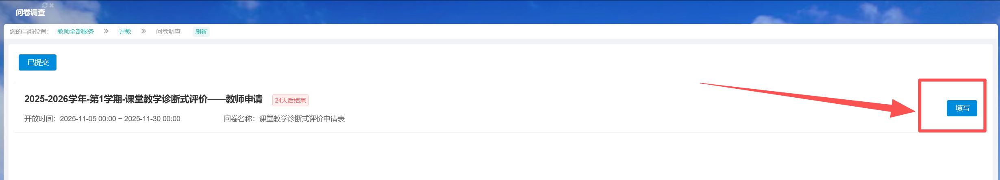 问卷调查
您的当前位置： 教师全部服务 » 评教 » 问卷调查 刷新
已提交
2025-2026学年-第1学期-课堂教学诊断式评价——教师申请 24天后结束
填写
开放时间：2025-11-05 00:00 ~ 2025-11-30 00:00 问卷名称：课堂教学诊断式评价申请表